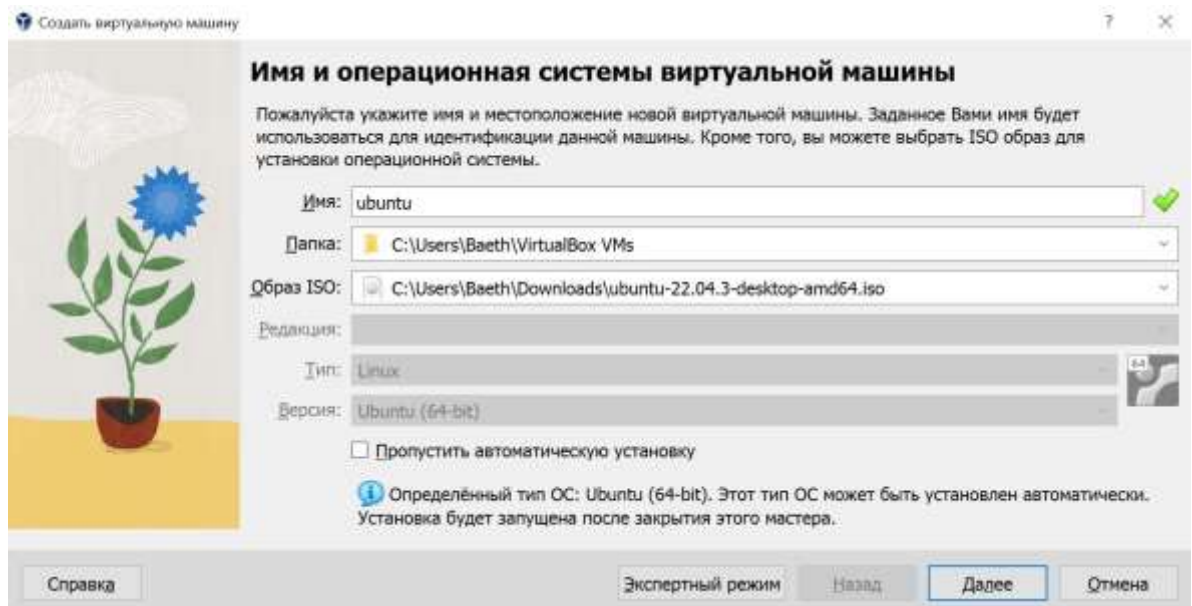 Создать виртуальную машину
Имя и операционная системы виртуальной машины
Пожалуйста укажите имя и местоположение новой виртуальной машины. Заданное Вами имя будет
использоваться для идентификации данной машины. Кроме того, вы можете выбрать ISO образ для
установки операционной системы.
Имя: ubuntu
Папка: C:\Users\Baeth\VirtualBox VMs
Образ ISO: C:\Users\Baeth\Downloads\ubuntu-22.04.3-desktop-amd64.iso
Редакция:
Тип: Linux 64
Версия: Ubuntu (64-bit)
Пропустить автоматическую установку
Определённый тип ОС: Ubuntu (64-bit). Этот тип ОС может быть установлен автоматически.
Установка будет запущена после закрытия этого мастера.
Справка Экспертный режим Назад Далее Отмена